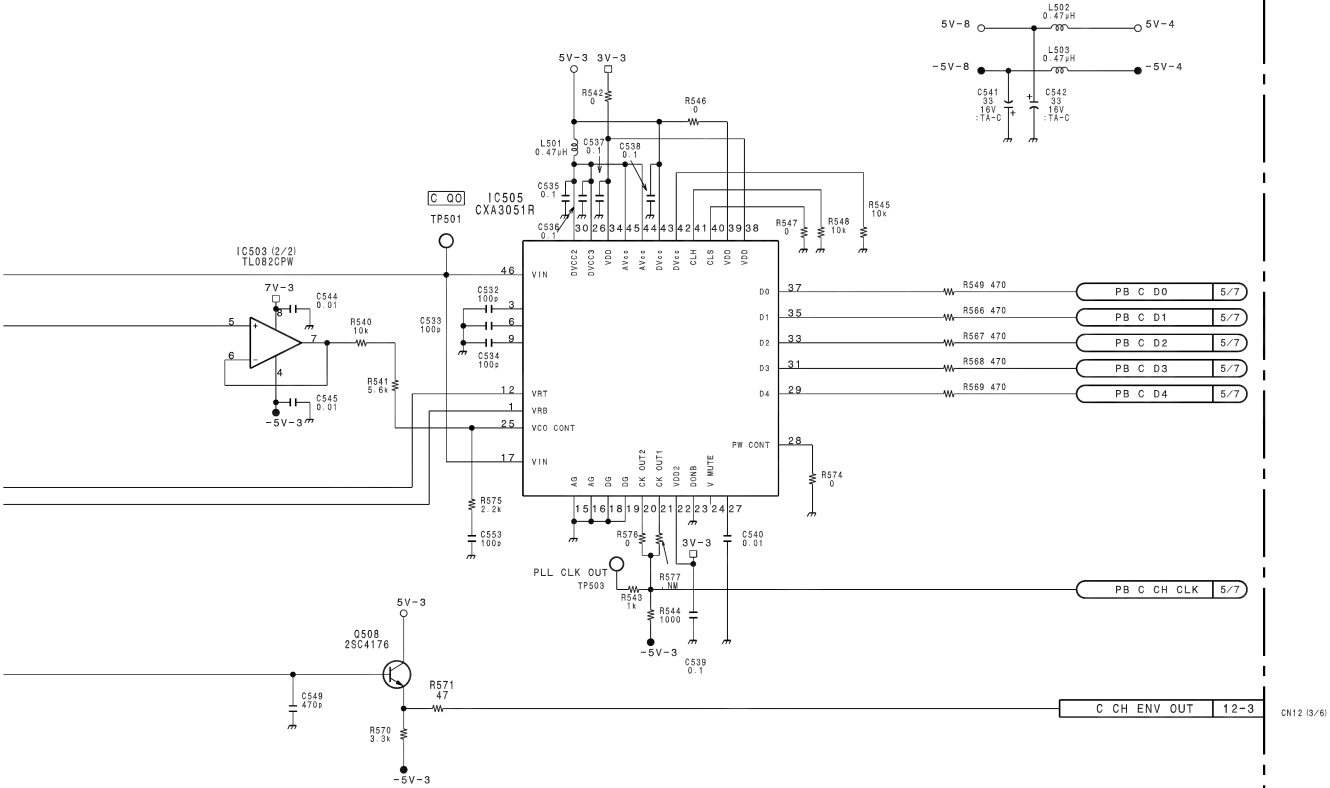 L502
0.47µH
5V-8
5V-4
L503
0.47µH
-5V-8
-5V-4
C541
33
16V
:TA-C
+
+
C542
33
16V
:TA-C
5V-3
3V-3
R542
0
R546
0
L501
0.47µH
C537
0.1
C538
0.1
C535
0.1
C536
0.1
C QO
TP501
IC505
CXA3051R
R547
0
R548
10k
R545
10k
30 26 34 45 44 43 42 41 40 39 38
DVCC2
DVCC3
VDD
AVcc
AVcc
DVcc
DVcc
CLH
CLS
VDD
VDD
IC503 (2/2)
TL082CPW
7V-3
8
C544
0.01
5
+
6
-
7
4
C545
0.01
-5V-3
R540
10k
R541
5.6k
46 VIN
C532
100p
3
C533
100p
6
9
C534
100p
12 VRT
1 VRB
25 VCO CONT
17 VIN
D0 37 R549 470 PB C D0 5/7
D1 35 R566 470 PB C D1 5/7
D2 33 R567 470 PB C D2 5/7
D3 31 R568 470 PB C D3 5/7
D4 29 R569 470 PB C D4 5/7
PW CONT 28
R574
0
AG
AG
DG
DG
CK OUT2
CK OUT1
VDD2
DONB
V MUTE
15 16 18 19 20 21 22 23 24 27
R575
2.2k
C553
100p
R576
0
R577
NM
3V-3
C540
0.01
PLL CLK OUT
TP503
R543
1k
R544
1000
-5V-3
C539
0.1
PB C CH CLK 5/7
5V-3
Q508
2SC4176
C549
470p
R571
47
R570
3.3k
-5V-3
C CH ENV OUT 12-3
CN12 (3/6)